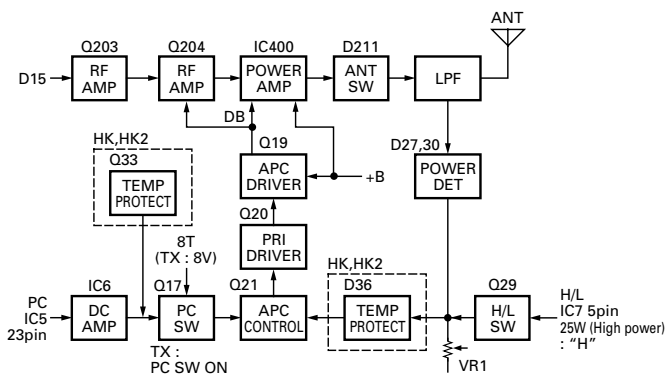 ANT
Q203
Q204
IC400
D211
D15
RF
AMP
RF
AMP
POWER
AMP
ANT
SW
LPF
DB
HK,HK2
Q33
TEMP
PROTECT
Q19
APC
DRIVER
+B
D27,30
POWER
DET
Q20
PRI
DRIVER
8T
(TX : 8V)
HK,HK2
PC
IC5
23pin
IC6
DC
AMP
Q17
PC
SW
TX :
PC SW ON
Q21
APC
CONTROL
D36
TEMP
PROTECT
Q29
H/L
SW
VR1
H/L
IC7 5pin
25W (High power)
: “H”